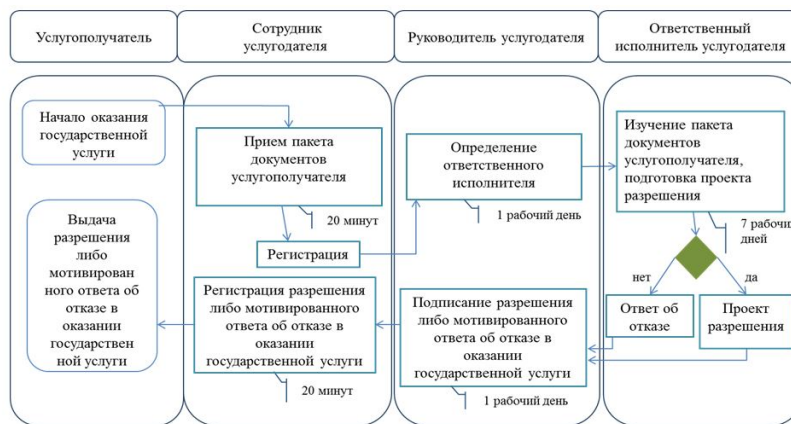 Услугополучатель
Сотрудник
услугодателя
Руководитель услугодателя
Ответственный
исполнитель услугодателя
Начало оказания
государственной
услуги
Прием пакета
документов
услугополучателя
20 минут
Регистрация
Определение
ответственного
исполнителя
1 рабочий день
Изучение пакета
документов
услугополучателя,
подготовка проекта
разрешения
7 рабочих
дней
нет
да
Ответ об
отказе
Проект
разрешения
Подписание разрешения
либо мотивированного
ответа об отказе в
оказании
государственной услуги
1 рабочий день
Регистрация разрешения
либо мотивированного
ответа об отказе в
оказании
государственной услуги
20 минут
Выдача
разрешения
либо
мотивирован
ного ответа об
отказе в
оказании
государствен
ной услуги